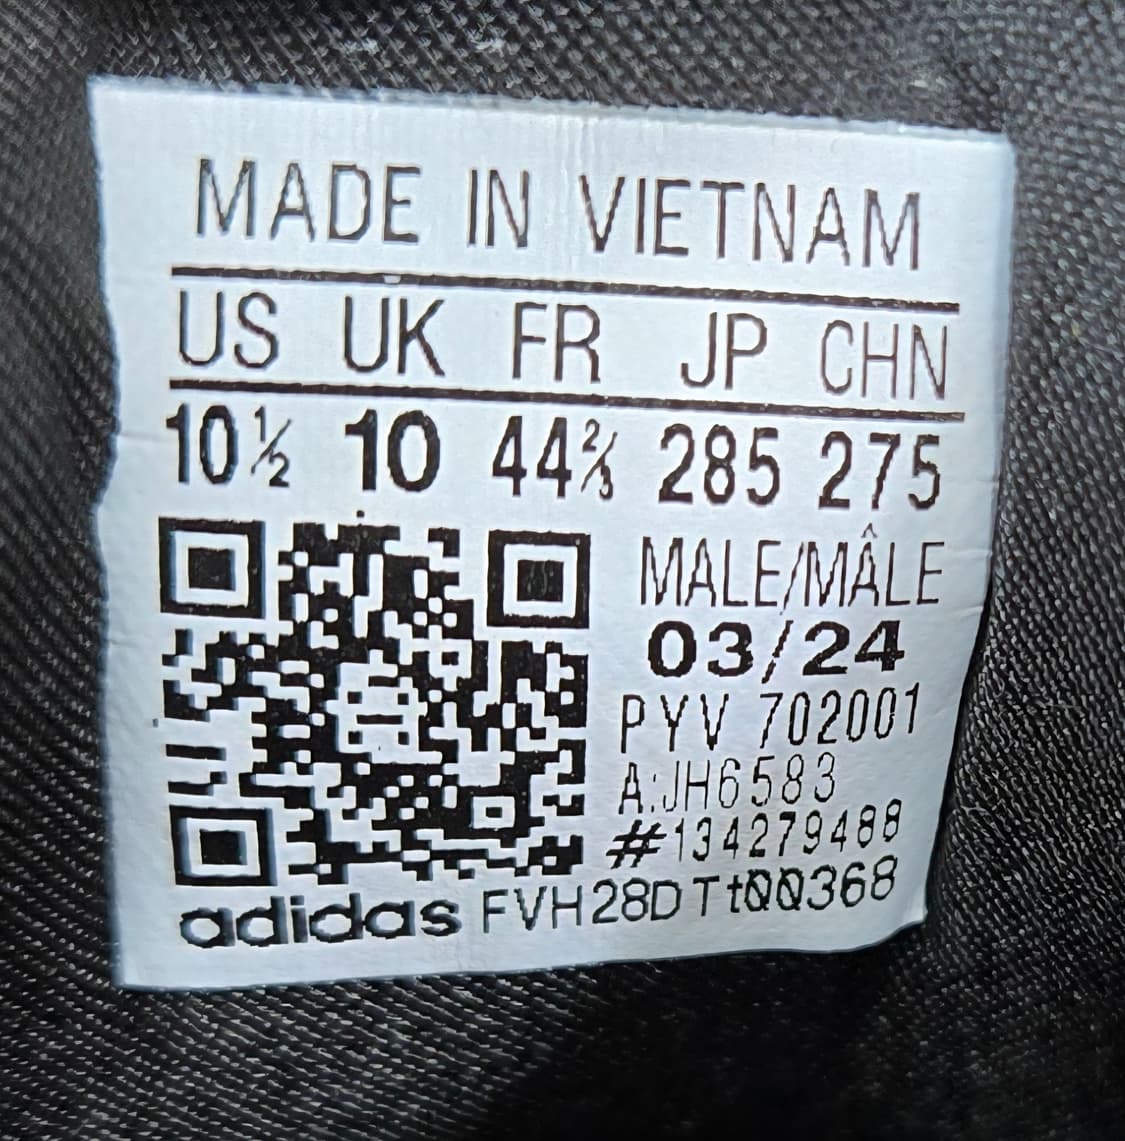 MADE IN VIETNAM
US UK FR JP CHN
10½ 10 44⅔ 285 275
MALE/MÂLE
03/24
PYV 702001
A:JH6583
#134279488
adidas FVH28DTt00368